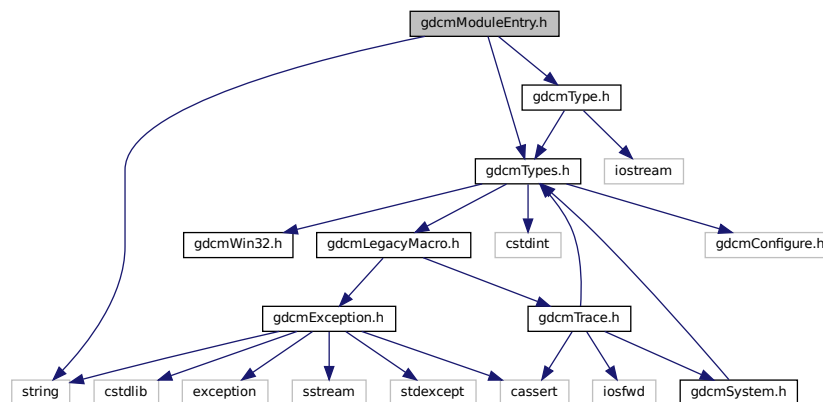 gdcmModuleEntry.h
gdcmType.h
gdcmTypes.h
iostream
gdcmWin32.h
gdcmLegacyMacro.h
cstdint
gdcmConfigure.h
gdcmException.h
gdcmTrace.h
string
cstdlib
exception
sstream
stdexcept
cassert
iosfwd
gdcmSystem.h